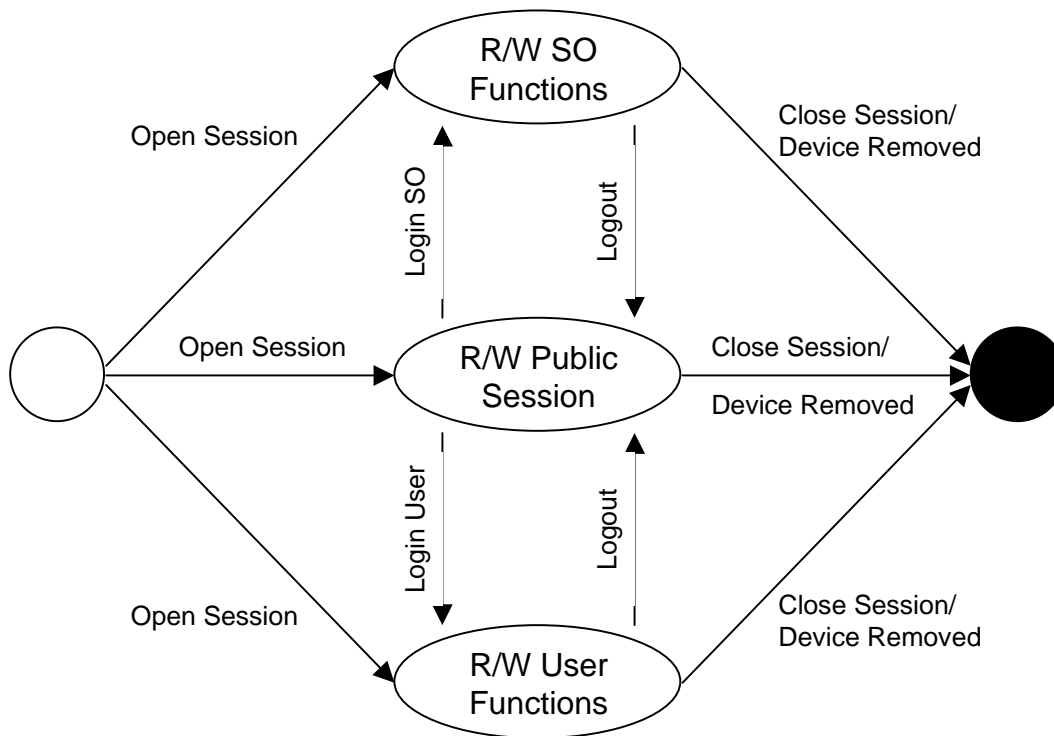 R/W SO
Functions
Open Session
Close Session/
Device Removed
Login SO
Logout
Open Session
R/W Public
Session
Close Session/
Device Removed
Login User
Logout
Open Session
Close Session/
Device Removed
R/W User
Functions